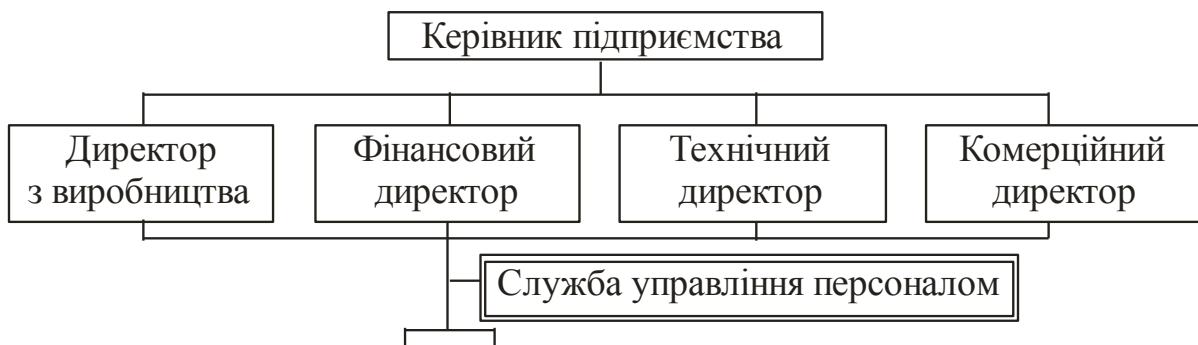 Керівник підприємства
Директор
з виробництва
Фінансовий
директор
Технічний
директор
Комерційний
директор
Служба управління персоналом